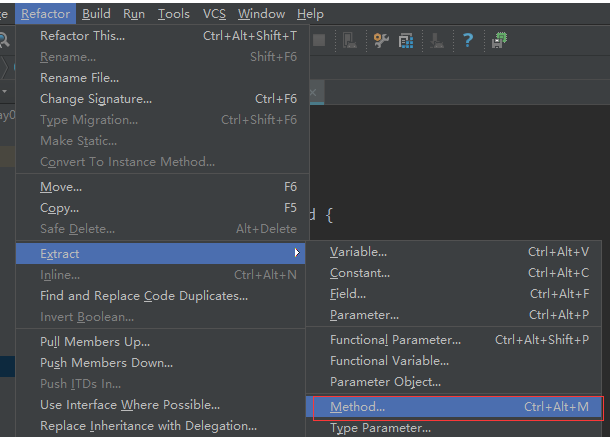 Refactor Build Run Tools VCS Window Help
Refactor This... Ctrl+Alt+Shift+T
Rename... Shift+F6
Rename File...
Change Signature... Ctrl+F6
Type Migration... Ctrl+Shift+F6
Make Static...
Convert To Instance Method...
Move... F6
Copy... F5
d {
Safe Delete... Alt+Delete
Extract
Variable... Ctrl+Alt+V
Inline... Ctrl+Alt+N
Constant... Ctrl+Alt+C
Find and Replace Code Duplicates...
Field... Ctrl+Alt+F
Invert Boolean...
Parameter... Ctrl+Alt+P
Pull Members Up...
Functional Parameter... Ctrl+Alt+Shift+P
Push Members Down...
Functional Variable...
Push ITDs In...
Parameter Object...
Use Interface Where Possible...
Method... Ctrl+Alt+M
Replace Inheritance with Delegation...
Type Parameter...